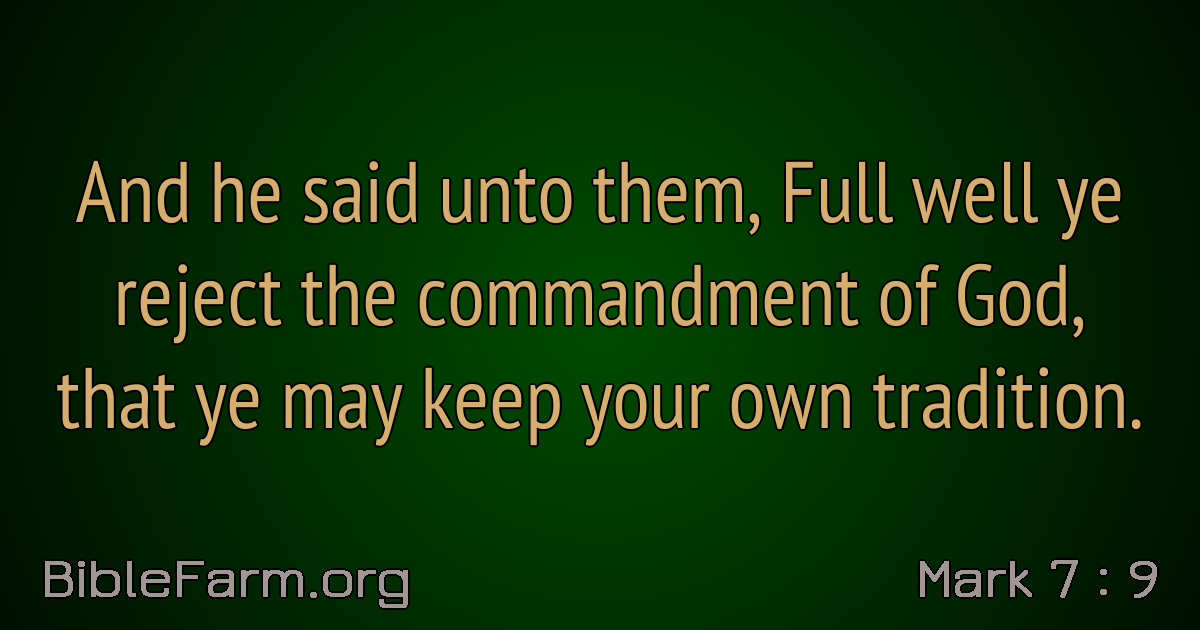 And he said unto them, Full well ye
reject the commandment of God,
that ye may keep your own tradition.
BibleFarm.org
Mark 7 : 9